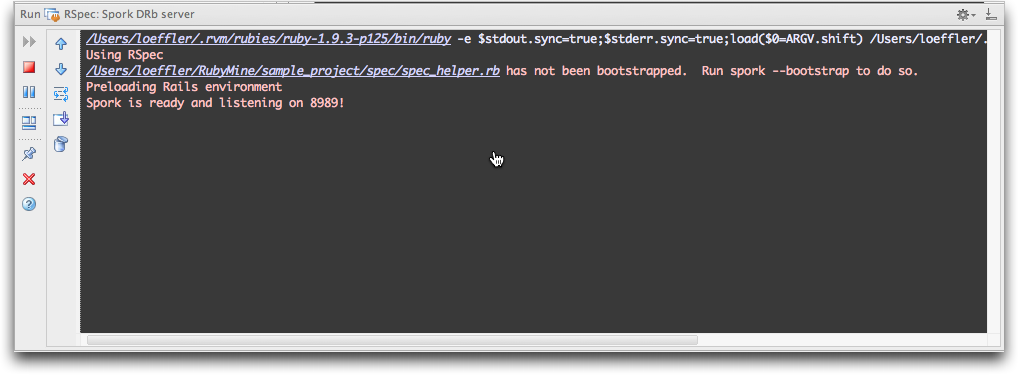 Run RSpec: Spork DRb server
/Users/loeffler/.rvm/rubies/ruby-1.9.3-p125/bin/ruby -e $stdout.sync=true;$stderr.sync=true;load($0=ARGV.shift) /Users/loeffler/.
Using RSpec
/Users/loeffler/RubyMine/sample_project/spec/spec_helper.rb has not been bootstrapped.  Run spork --bootstrap to do so.
Preloading Rails environment
Spork is ready and listening on 8989!